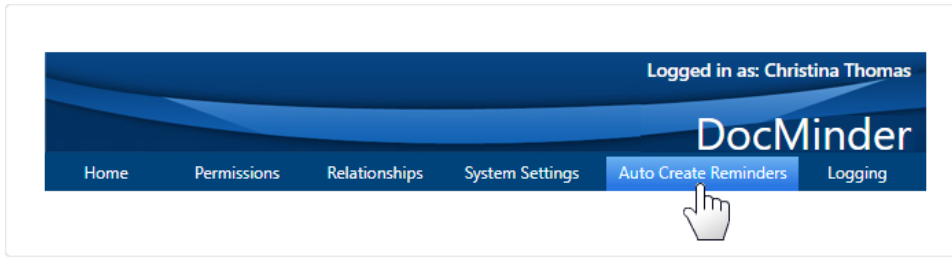 Logged in as: Christina Thomas
DocMinder
Home Permissions Relationships System Settings Auto Create Reminders Logging